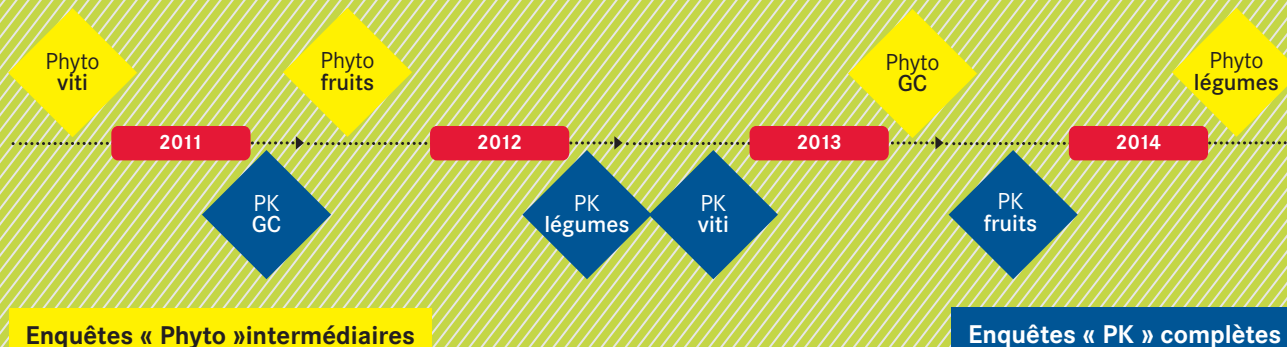 Phyto
viti
Phyto
fruits
Phyto
GC
Phyto
légumes
2011
2012
2013
2014
PK
GC
PK
légumes
PK
viti
PK
fruits
Enquêtes « Phyto »intermédiaires
Enquêtes « PK » complètes